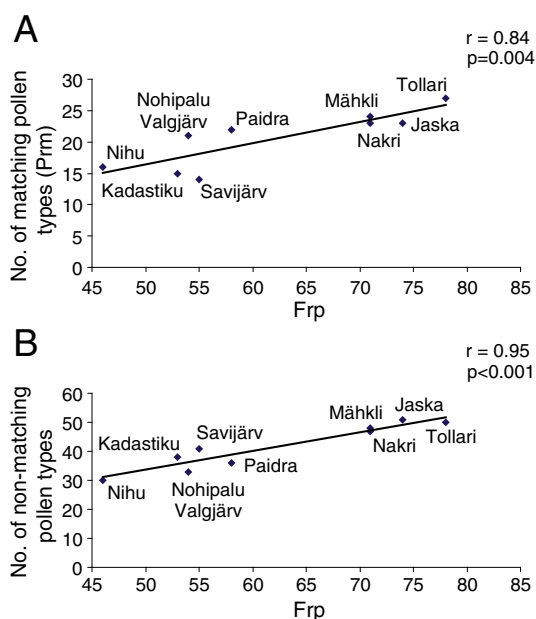 A
r = 0.84
p=0.004
No. of matching pollen
types (Prm)
30
25
20
15
10
5
0
Nihu
Nohipalu
Valgjärv
Kadastiku
Savijärv
Paidra
Mähkli
Nakri
Jaska
Tollari
45 50 55 60 65 70 75 80 85
Frp
B
r = 0.95
p<0.001
No. of non-matching
pollen types
60
50
40
30
20
10
0
Kadastiku
Savijärv
Nihu
Nohipalu
Valgjärv
Paidra
Mähkli
Jaska
Nakri
Tollari
45 50 55 60 65 70 75 80 85
Frp